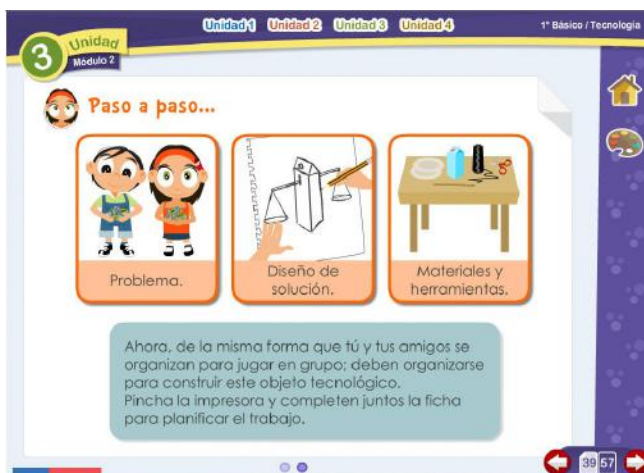 Unidad 1 Unidad 2 Unidad 3 Unidad 4
1° Básico / Tecnología
3
Unidad
Módulo 2
Paso a paso...
Problema.
Diseño de
solución.
Materiales y
herramientas.
Ahora, de la misma forma que tú y tus amigos se
organizan para jugar en grupo; deben organizarse
para construir este objeto tecnológico.
Pincha la impresora y completen juntos la ficha
para planificar el trabajo.
39 57